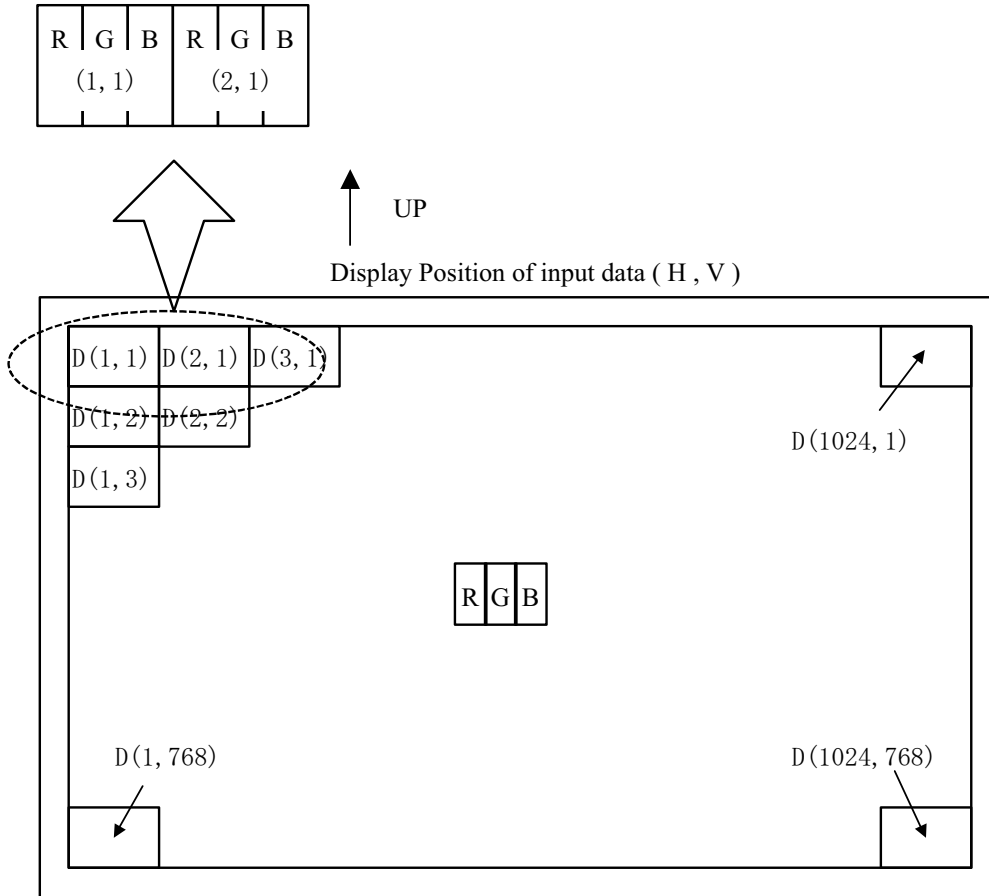 R G B R G B
(1, 1) (2, 1)
UP
Display Position of input data ( H , V )
D(1, 1) D(2, 1) D(3, 1)
D(1, 2) D(2, 2)
D(1024, 1)
D(1, 3)
R G B
D(1, 768) D(1024, 768)